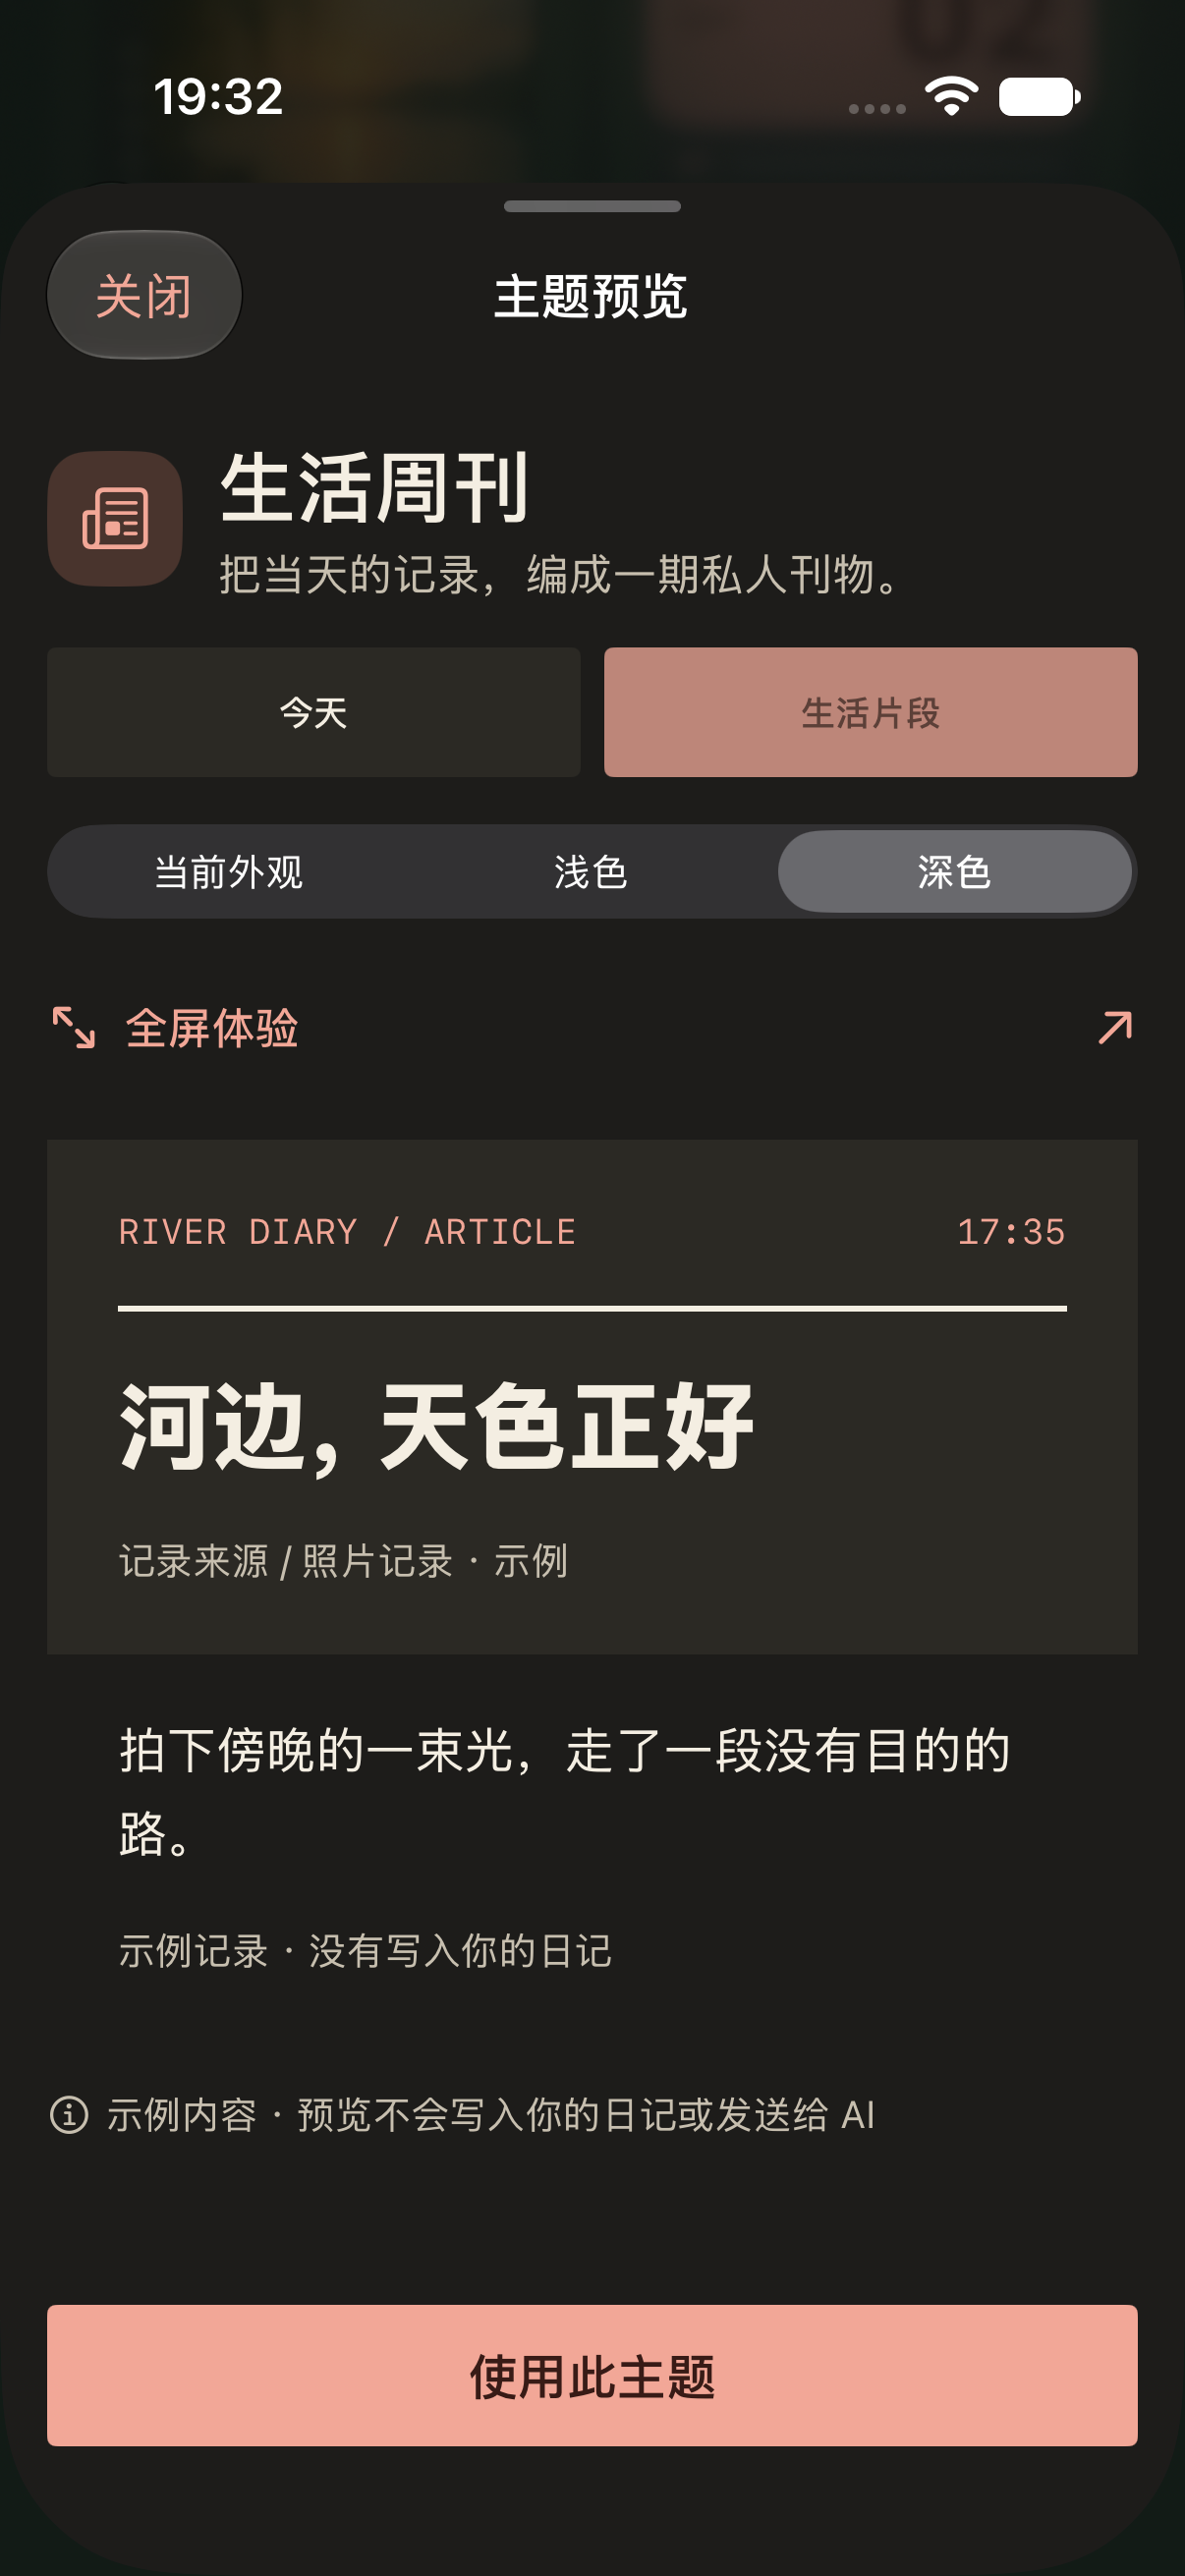 02
19:32
关闭
主题预览
生活周刊
把当天的记录，编成一期私人刊物。
今天
生活片段
当前外观
浅色
深色
全屏体验
RIVER DIARY / ARTICLE
17:35
河边，天色正好
记录来源 / 照片记录 · 示例
拍下傍晚的一束光，走了一段没有目的的
路。
示例记录 · 没有写入你的日记
示例内容 · 预览不会写入你的日记或发送给 AI
使用此主题